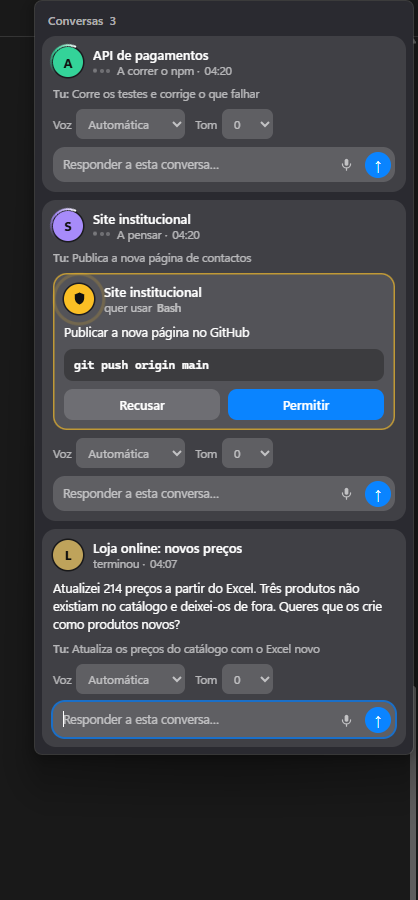 Conversas 3
A
API de pagamentos
A correr o npm · 04:20
Tu: Corre os testes e corrige o que falhar
Voz Automática Tom 0
Responder a esta conversa...
S
Site institucional
A pensar · 04:20
Tu: Publica a nova página de contactos
Site institucional
quer usar Bash
Publicar a nova página no GitHub
git push origin main
Recusar Permitir
Voz Automática Tom 0
Responder a esta conversa...
L
Loja online: novos preços
terminou · 04:07
Atualizei 214 preços a partir do Excel. Três produtos não
existiam no catálogo e deixei-os de fora. Queres que os crie
como produtos novos?
Tu: Atualiza os preços do catálogo com o Excel novo
Voz Automática Tom 0
Responder a esta conversa...